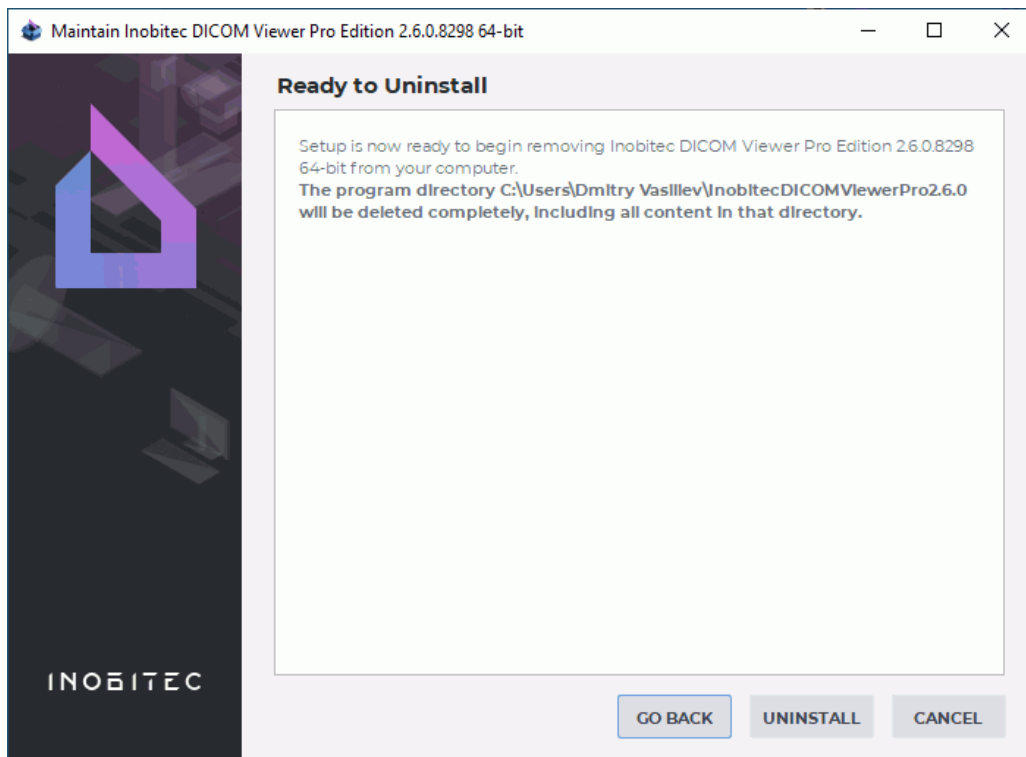 Maintain Inobitec DICOM Viewer Pro Edition 2.6.0.8298 64-bit
Ready to Uninstall
Setup is now ready to begin removing Inobitec DICOM Viewer Pro Edition 2.6.0.8298
64-bit from your computer.
The program directory C:\Users\Dmitry Vasiliev\InobitecDICOMViewerPro2.6.0
will be deleted completely, including all content in that directory.
INOBITEC
GO BACK
UNINSTALL
CANCEL